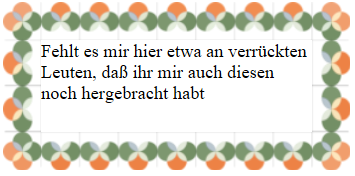 Fehlt es mir hier etwa an verrückten
Leuten, daß ihr mir auch diesen
noch hergebracht habt